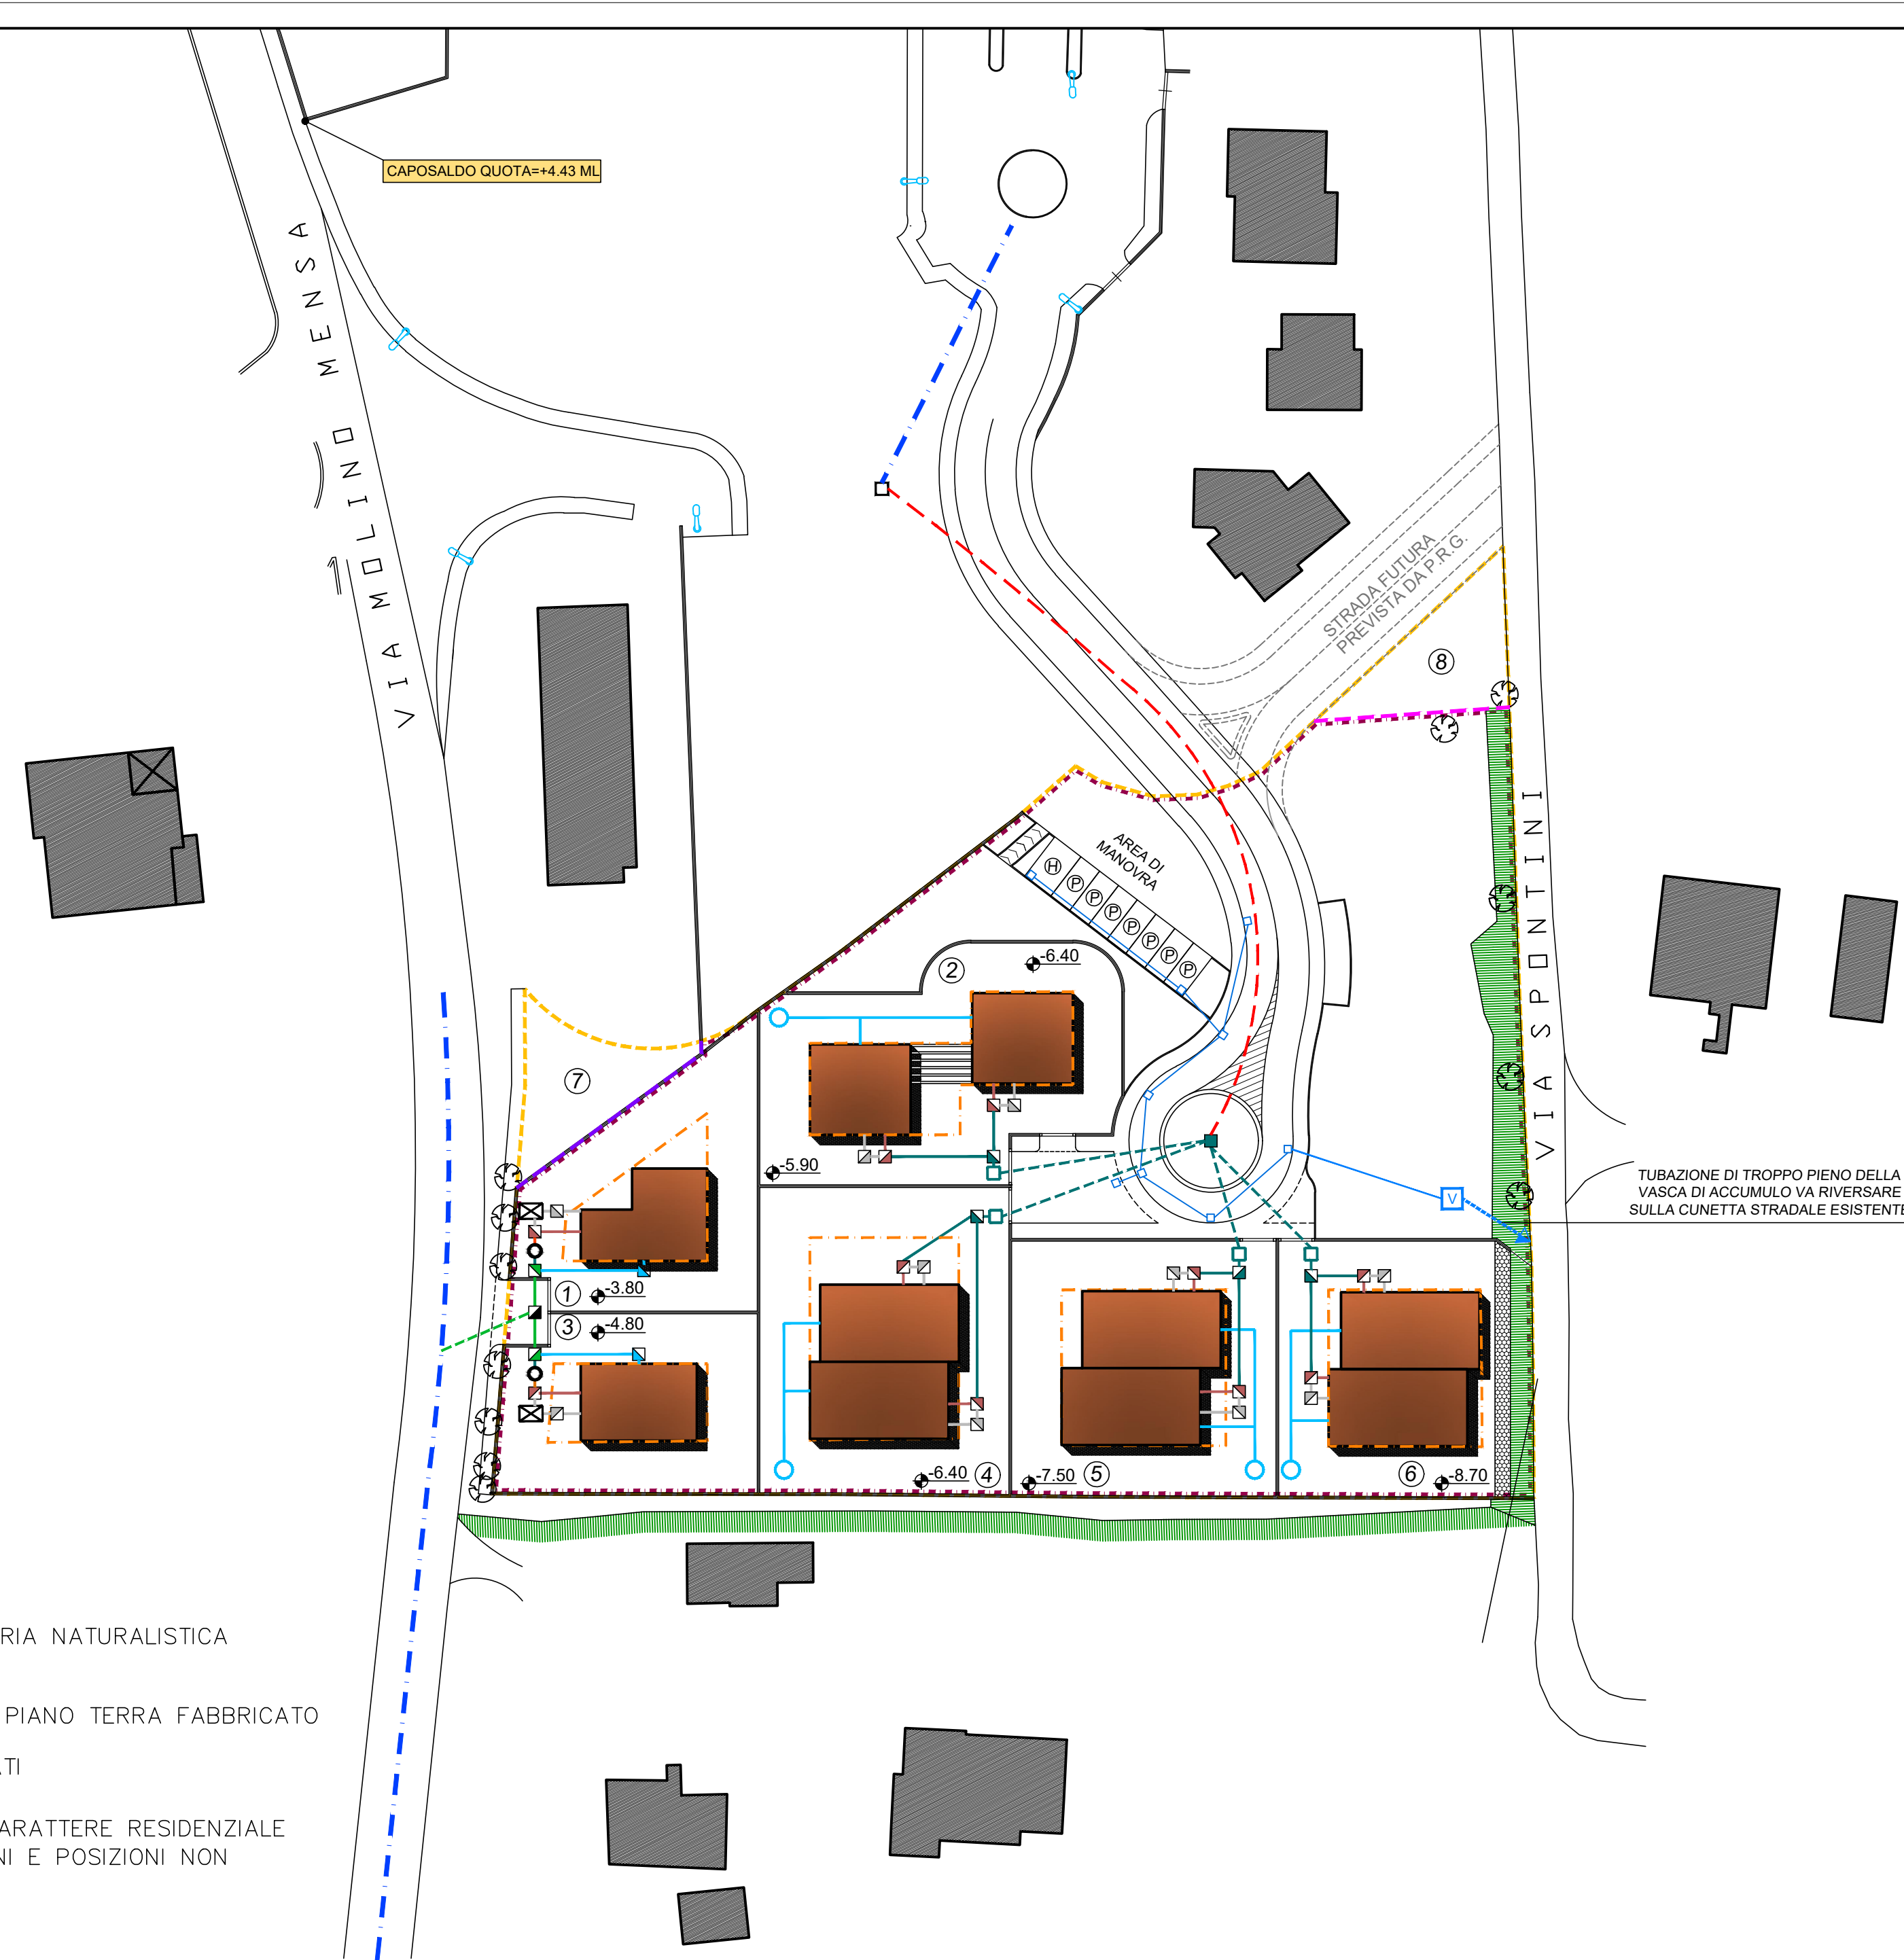 CAPOSALDO QUOTA=+4.43 ML
VIA MOLINO MENSA
STRADA FUTURA
PREVISTA DA P.R.G.
8
AREA DI
MANOVRA
H
P
P
P
P
P
P
P
VIA SPONTINI
2
-6.40
7
-5.90
TUBAZIONE DI TROPPO PIENO DELLA
VASCA DI ACCUMULO VA RIVERSARE
SULLA CUNETTA STRADALE ESISTENTE
V
1
-3.80
3
-4.80
-6.40
4
-7.50
5
6
-8.70
RIA NATURALISTICA
PIANO TERRA FABBRICATO
TI
ARATTERE RESIDENZIALE
NI E POSIZIONI NON